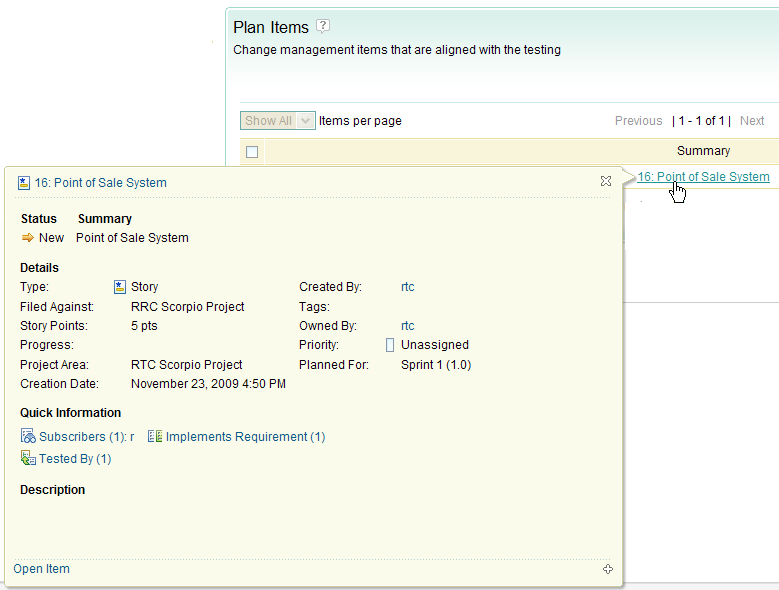 Plan Items ?
Change management items that are aligned with the testing
Show All Items per page Previous | 1 - 1 of 1 | Next
Summary
16: Point of Sale System
16: Point of Sale System
Status Summary
New Point of Sale System
Details
Type: Story Created By: rtc
Filed Against: RRC Scorpio Project Tags:
Story Points: 5 pts Owned By: rtc
Progress: Priority: Unassigned
Project Area: RTC Scorpio Project Planned For: Sprint 1 (1.0)
Creation Date: November 23, 2009 4:50 PM
Quick Information
Subscribers (1): r Implements Requirement (1)
Tested By (1)
Description
Open Item